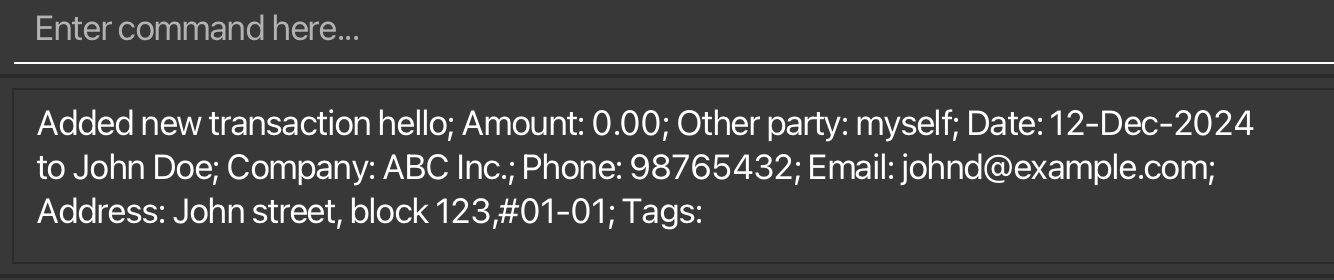 Enter command here...
Added new transaction hello; Amount: 0.00; Other party: myself; Date: 12-Dec-2024
to John Doe; Company: ABC Inc.; Phone: 98765432; Email: johnd@example.com;
Address: John street, block 123,#01-01; Tags: